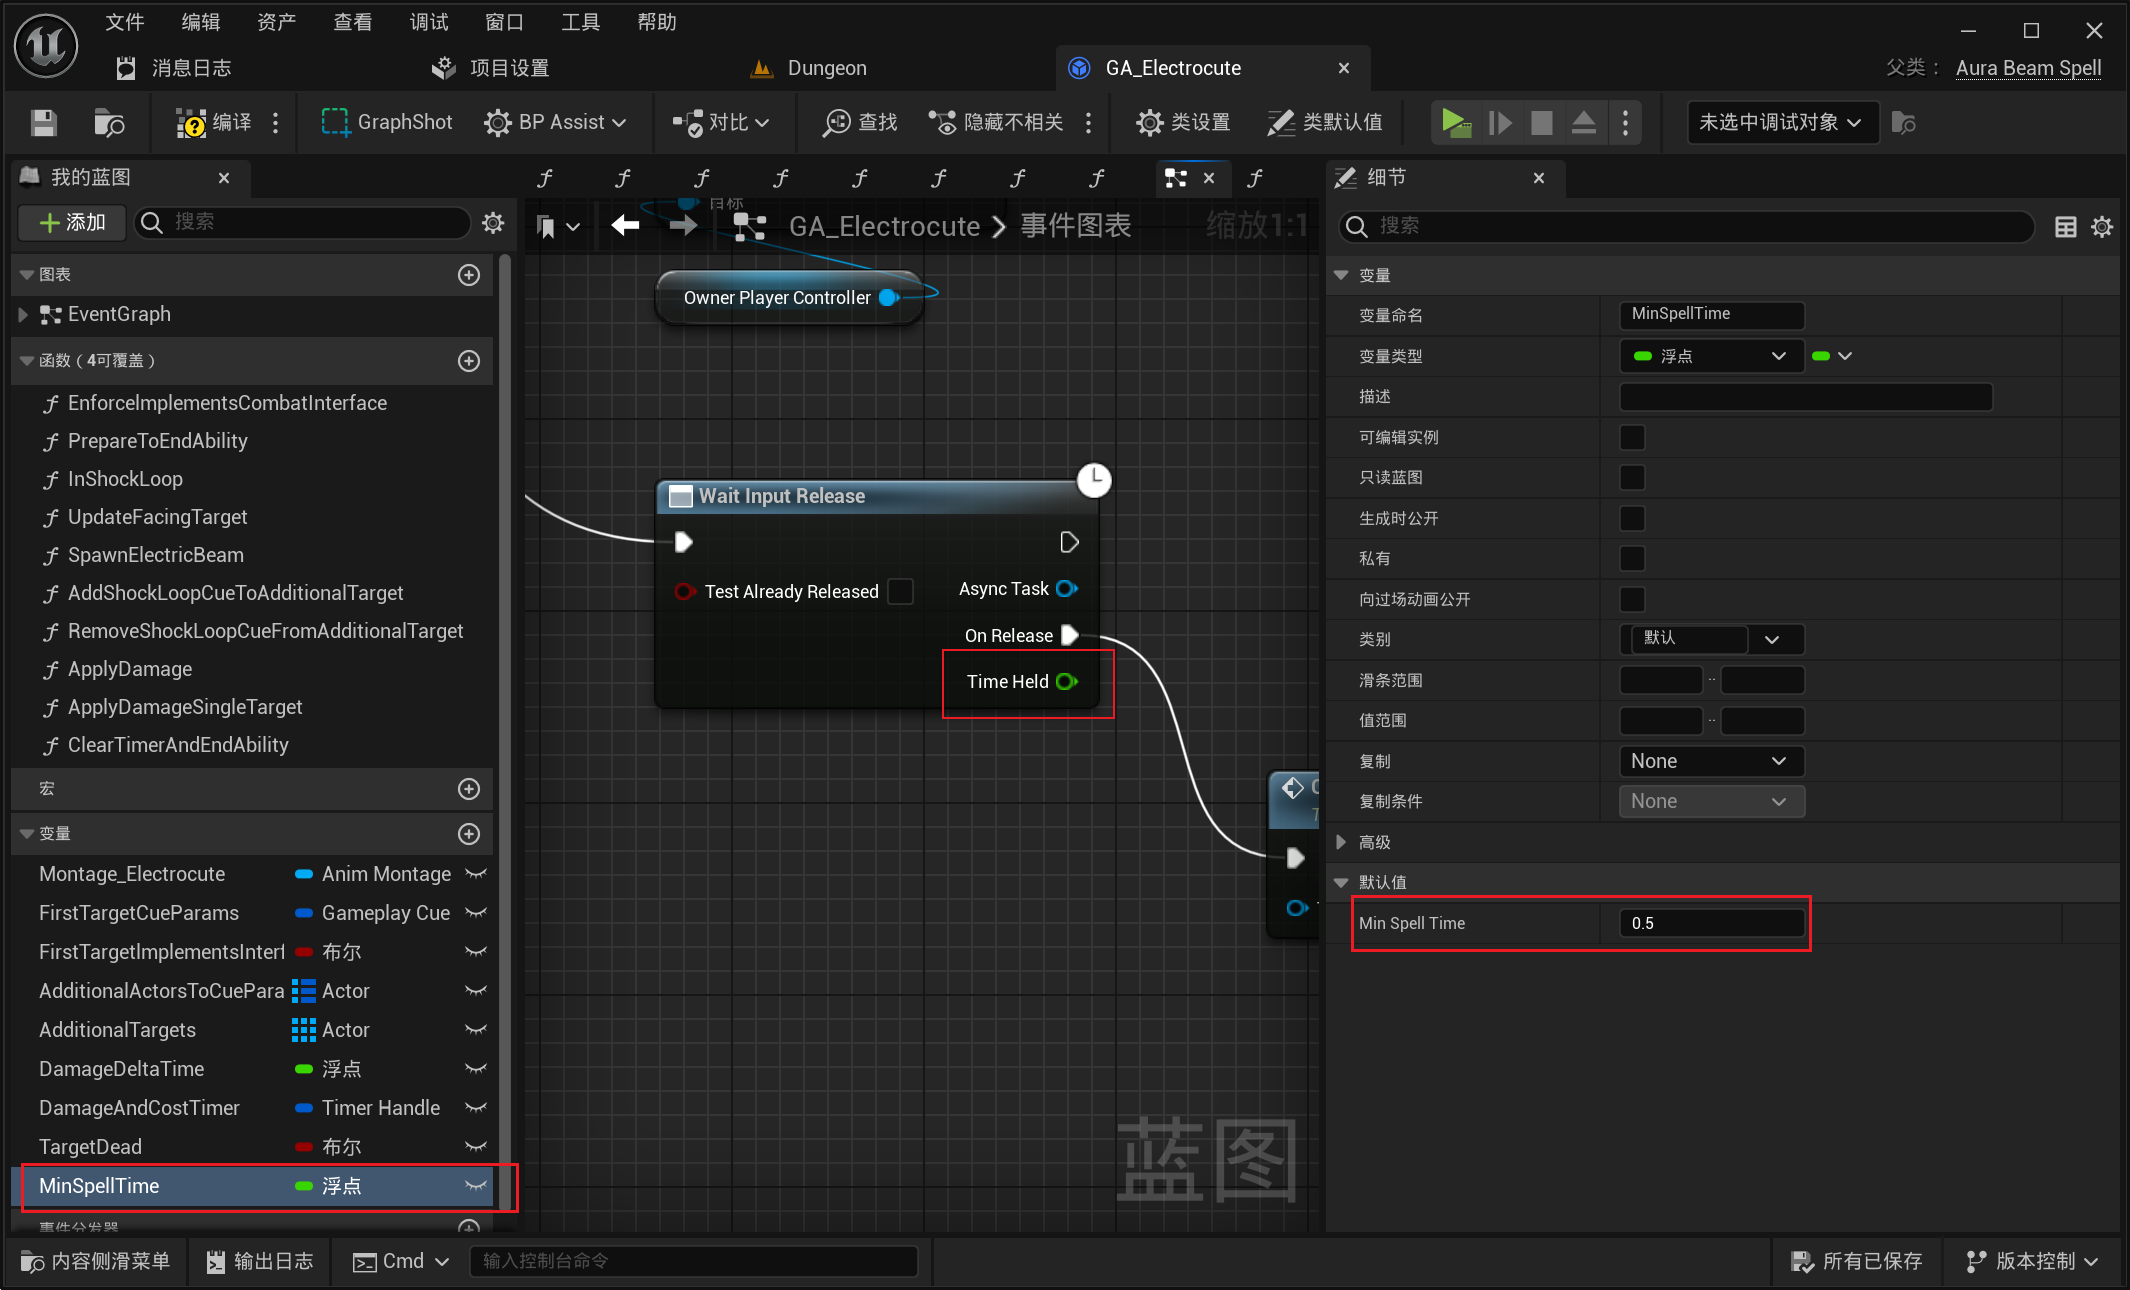 文件 编辑 资产 查看 调试 窗口 工具 帮助
消息日志 项目设置 Dungeon GA_Electrocute 父类： Aura Beam Spell
编译 GraphShot BP Assist 对比 查找 隐藏不相关 类设置 类默认值 未选中调试对象
我的蓝图
添加 搜索
图表
EventGraph
函数（4可覆盖）
EnforceImplementsCombatInterface
PrepareToEndAbility
InShockLoop
UpdateFacingTarget
SpawnElectricBeam
AddShockLoopCueToAdditionalTarget
RemoveShockLoopCueFromAdditionalTarget
ApplyDamage
ApplyDamageSingleTarget
ClearTimerAndEndAbility
宏
变量
Montage_Electrocute Anim Montage
FirstTargetCueParams Gameplay Cue
FirstTargetImplementsInterf 布尔
AdditionalActorsToCuePara Actor
AdditionalTargets Actor
DamageDeltaTime 浮点
DamageAndCostTimer Timer Handle
TargetDead 布尔
MinSpellTime 浮点
事件分发器
目标
GA_Electrocute 事件图表 缩放1:1
Owner Player Controller
Wait Input Release
Test Already Released Async Task
On Release
Time Held
蓝图
细节
搜索
变量
变量命名 MinSpellTime
变量类型 浮点
描述
可编辑实例
只读蓝图
生成时公开
私有
向过场动画公开
类别 默认
滑条范围
值范围
复制 None
复制条件 None
高级
默认值
Min Spell Time 0.5
内容侧滑菜单 输出日志 Cmd 输入控制台命令 所有已保存 版本控制